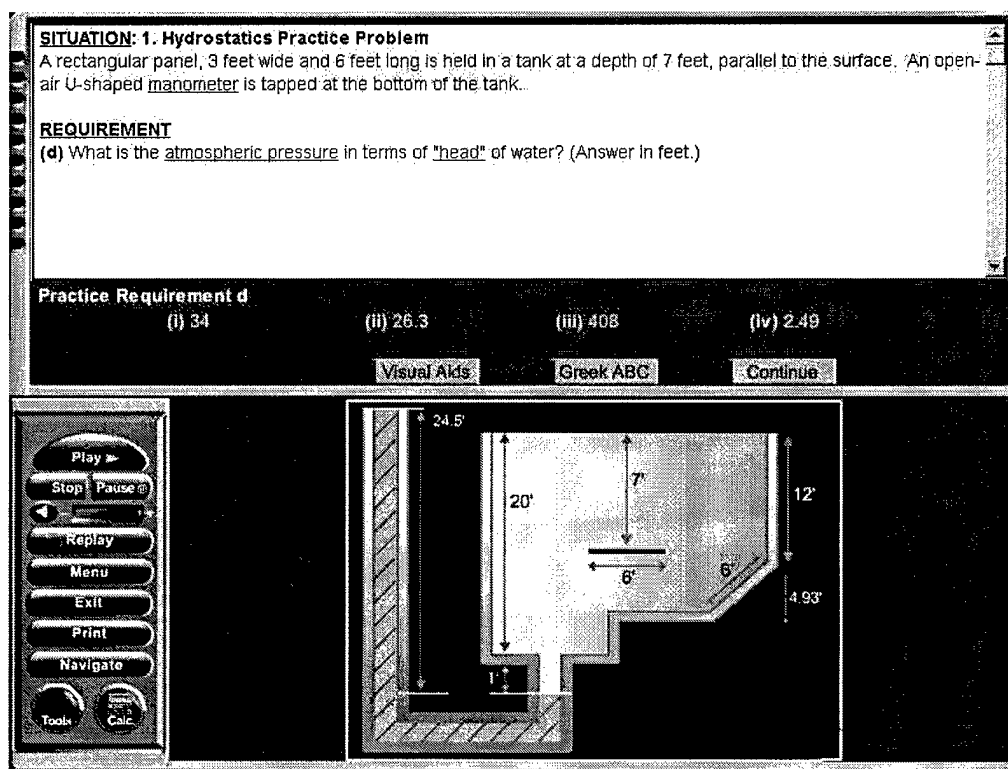 SITUATION: 1. Hydrostatics Practice Problem
A rectangular panel, 3 feet wide and 6 feet long is held in a tank at a depth of 7 feet, parallel to the surface. An open-
air U-shaped manometer is tapped at the bottom of the tank.
REQUIREMENT
(d) What is the atmospheric pressure in terms of "head" of water? (Answer in feet.)
Practice Requirement d
(i) 34 (ii) 26.3 (iii) 408 (iv) 2.49
Visual Aids Greek ABC Continue
Play
Stop Pause
Replay
Menu
Exit
Print
Navigate
Tools Calc.
24.5'
20'
7'
12'
6'
6'
4.93'
1'